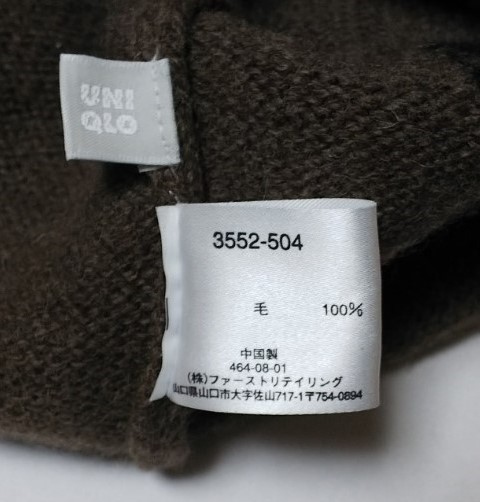 UNI
QLO
3552-504
毛 100%
中国製
464-08-01
(株)ファーストリテイリング
山口県山口市大字佐山717-1〒754-0894